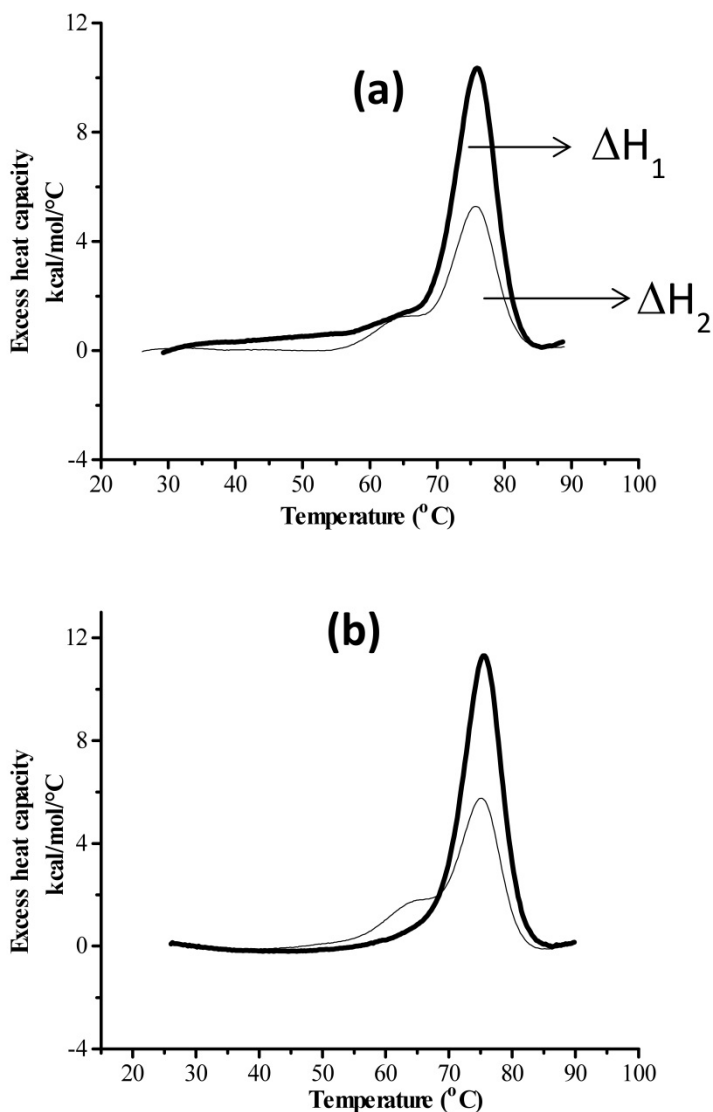 12
(a)
8
ΔH1
4
ΔH2
0
-4
Excess heat capacity
kcal/mol/°C
20 30 40 50 60 70 80 90 100
Temperature (°C)
(b)
12
8
4
0
-4
Excess heat capacity
kcal/mol/°C
20 30 40 50 60 70 80 90 100
Temperature (°C)